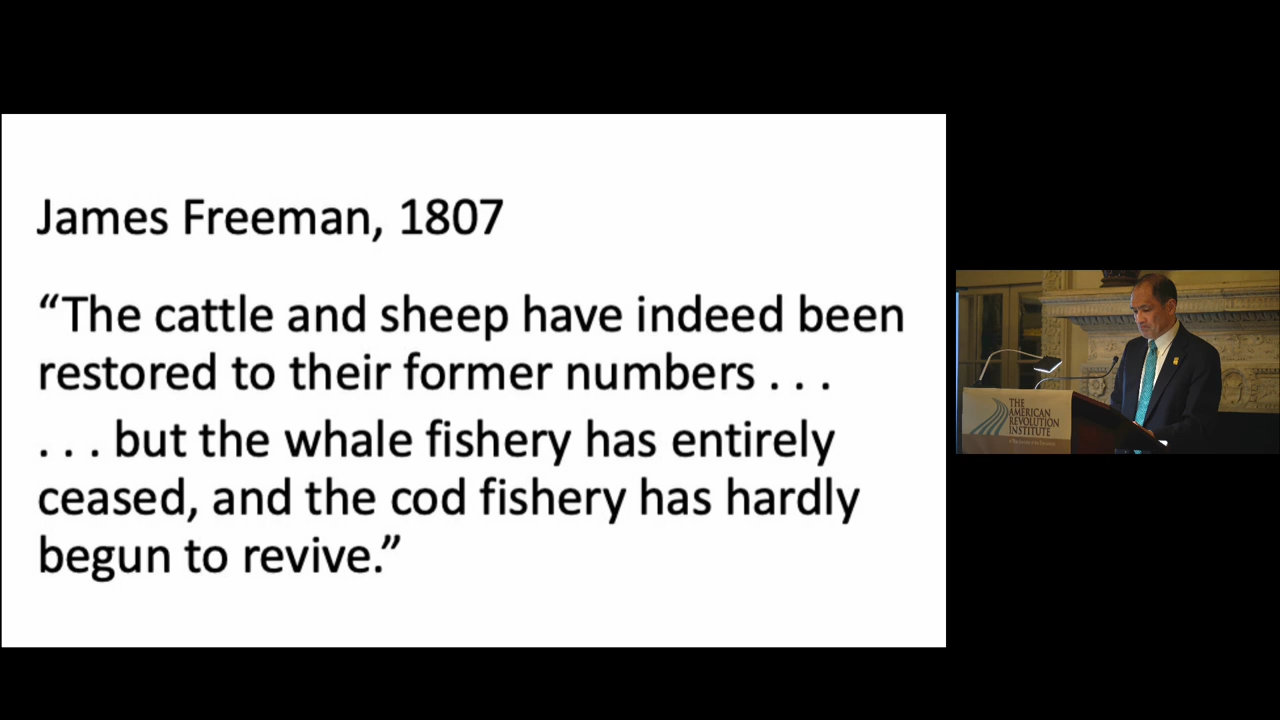 James Freeman, 1807
“The cattle and sheep have indeed been
restored to their former numbers . . .
. . . but the whale fishery has entirely
ceased, and the cod fishery has hardly
begun to revive.”
THE
AMERICAN
REVOLUTION
INSTITUTE